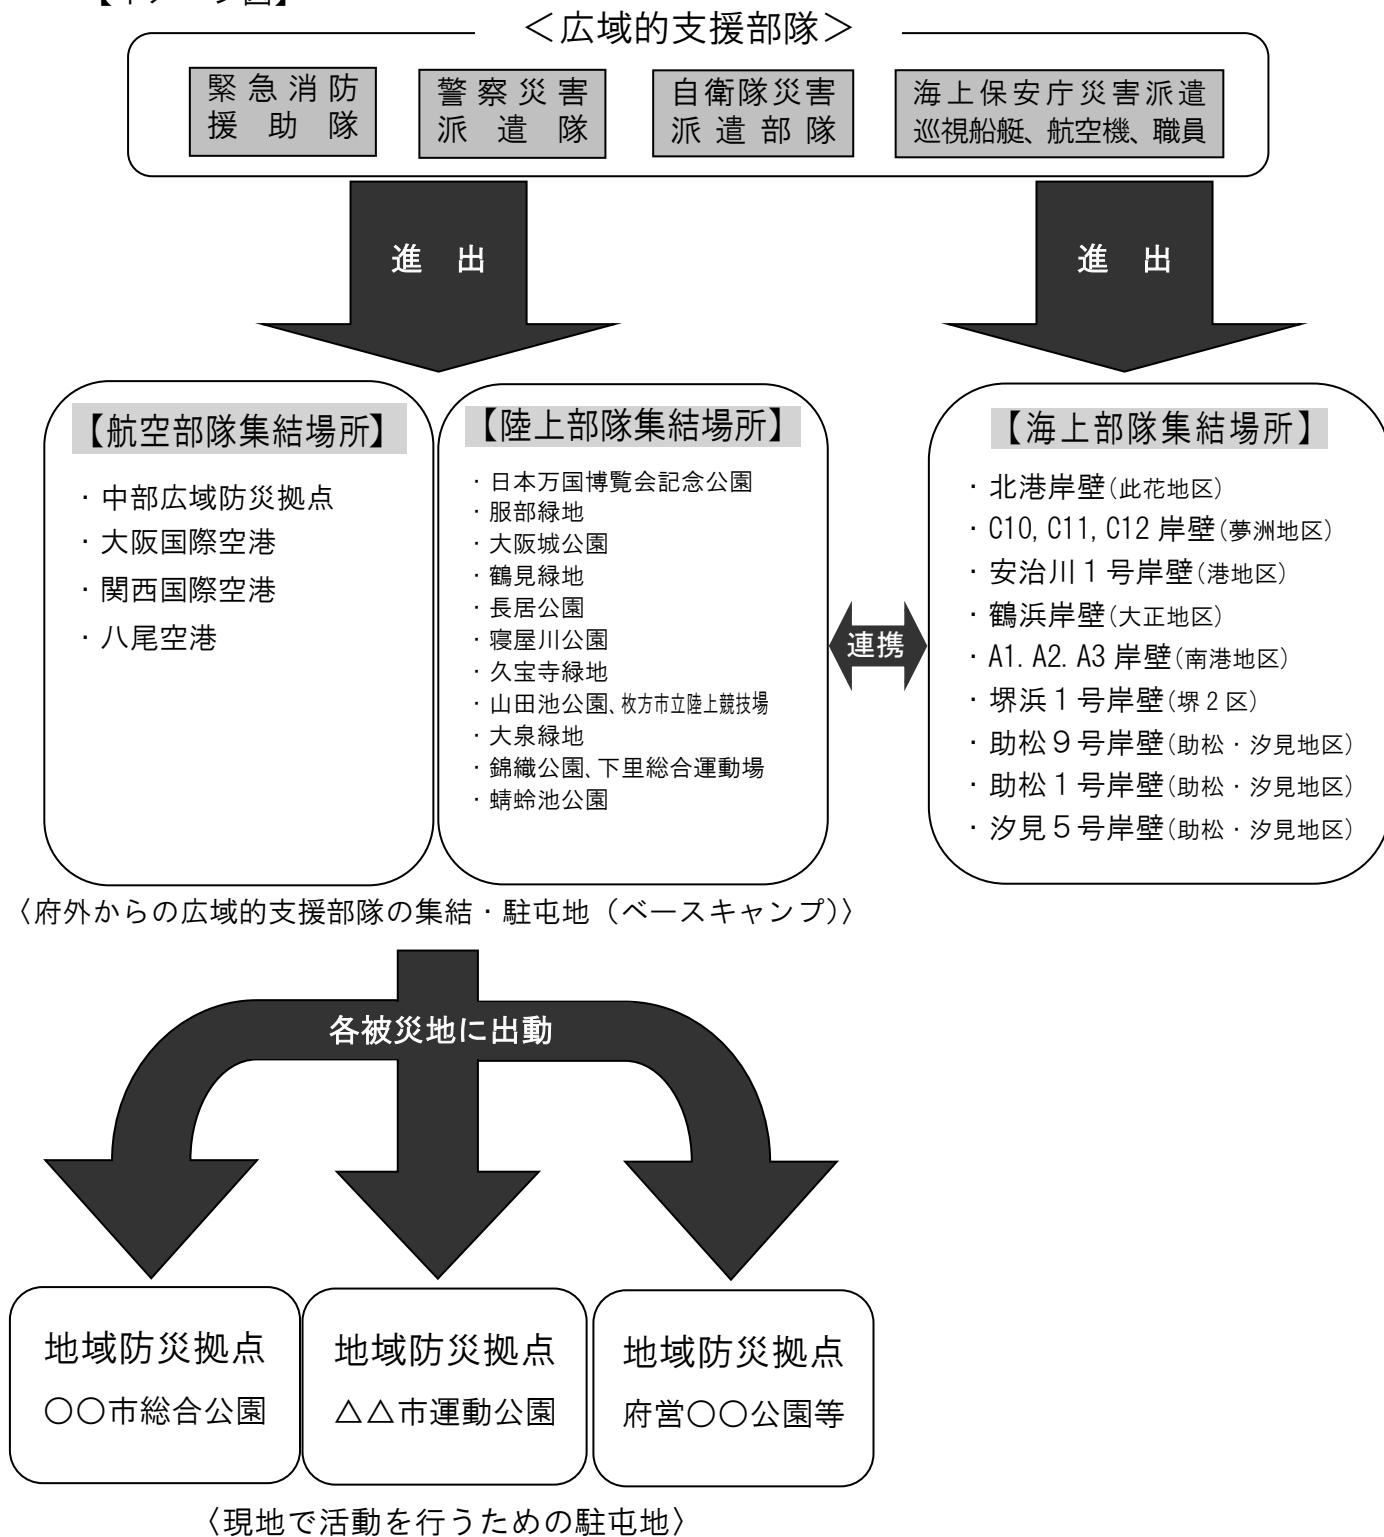 ＜広域的支援部隊＞
緊急消防
援助隊
警察災害
派遣隊
自衛隊災害
派遣部隊
海上保安庁災害派遣
巡視船艇、航空機、職員
進　出
進　出
【航空部隊集結場所】
・中部広域防災拠点
・大阪国際空港
・関西国際空港
・八尾空港
【陸上部隊集結場所】
・日本万国博覧会記念公園
・服部緑地
・大阪城公園
・鶴見緑地
・長居公園
・寝屋川公園
・久宝寺緑地
・山田池公園、枚方市立陸上競技場
・大泉緑地
・錦織公園、下里総合運動場
・蜻蛉池公園
連携
【海上部隊集結場所】
・北港岸壁(此花地区)
・C10, C11, C12 岸壁(夢洲地区)
・安治川１号岸壁(港地区)
・鶴浜岸壁(大正地区)
・A1. A2. A3 岸壁(南港地区)
・堺浜１号岸壁(堺２区)
・助松９号岸壁(助松・汐見地区)
・助松１号岸壁(助松・汐見地区)
・汐見５号岸壁(助松・汐見地区)
〈府外からの広域的支援部隊の集結・駐屯地（ベースキャンプ)〉
各被災地に出動
地域防災拠点
〇〇市総合公園
地域防災拠点
△△市運動公園
地域防災拠点
府営〇〇公園等
〈現地で活動を行うための駐屯地〉